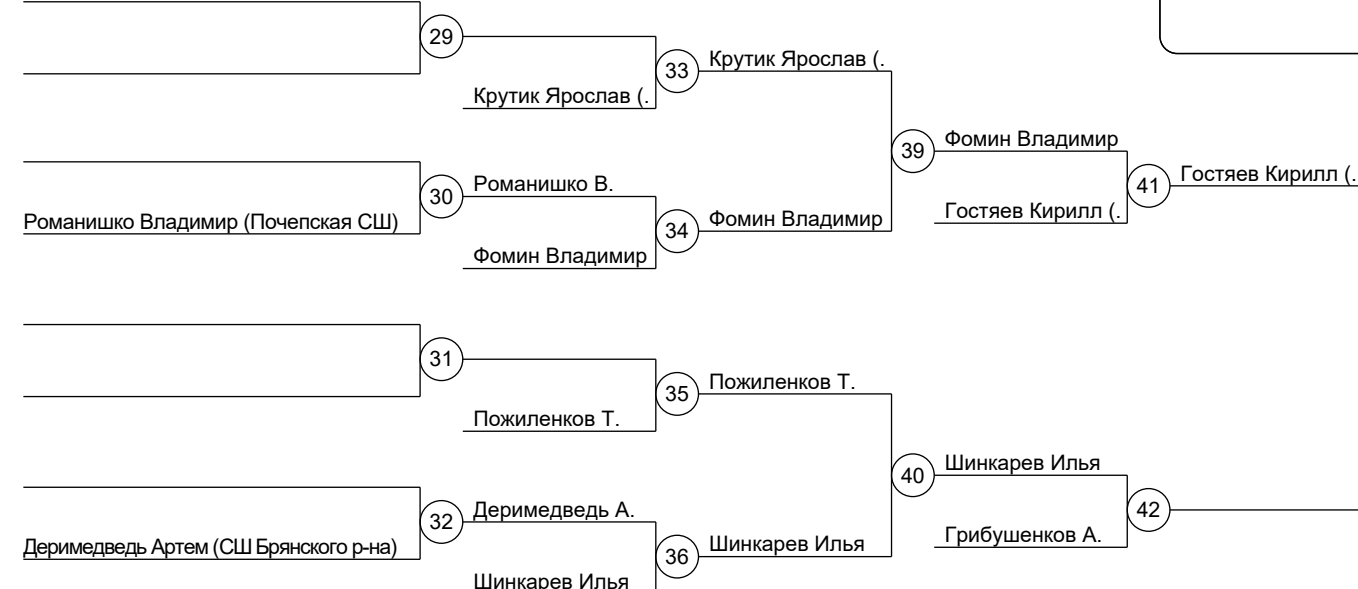 29
33
Крутик Ярослав (.
Крутик Ярослав (.
39
Фомин Владимир
41
Гостяев Кирилл (.
30
Романишко В.
Романишко Владимир (Почепская СШ)
34
Фомин Владимир
Гостяев Кирилл (.
Фомин Владимир
31
35
Пожиленков Т.
Пожиленков Т.
40
Шинкарев Илья
42
32
Деримедведь А.
Грибушенков А.
Деримедведь Артем (СШ Брянского р-на)
36
Шинкарев Илья
Шинкарев Илья